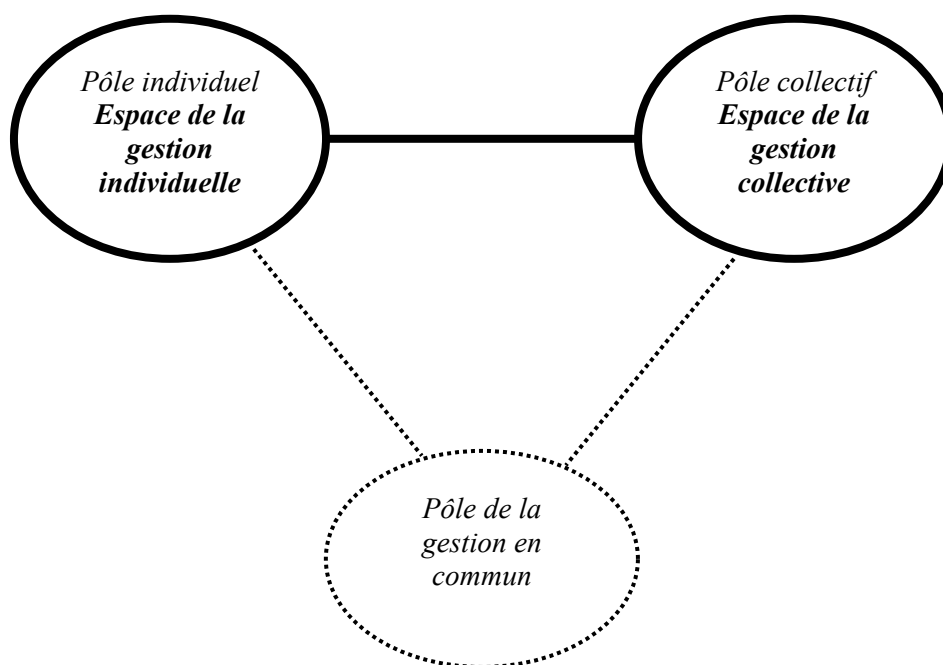 Pôle individuel
Espace de la
gestion
individuelle
Pôle collectif
Espace de la
gestion
collective
Pôle de la
gestion en
commun